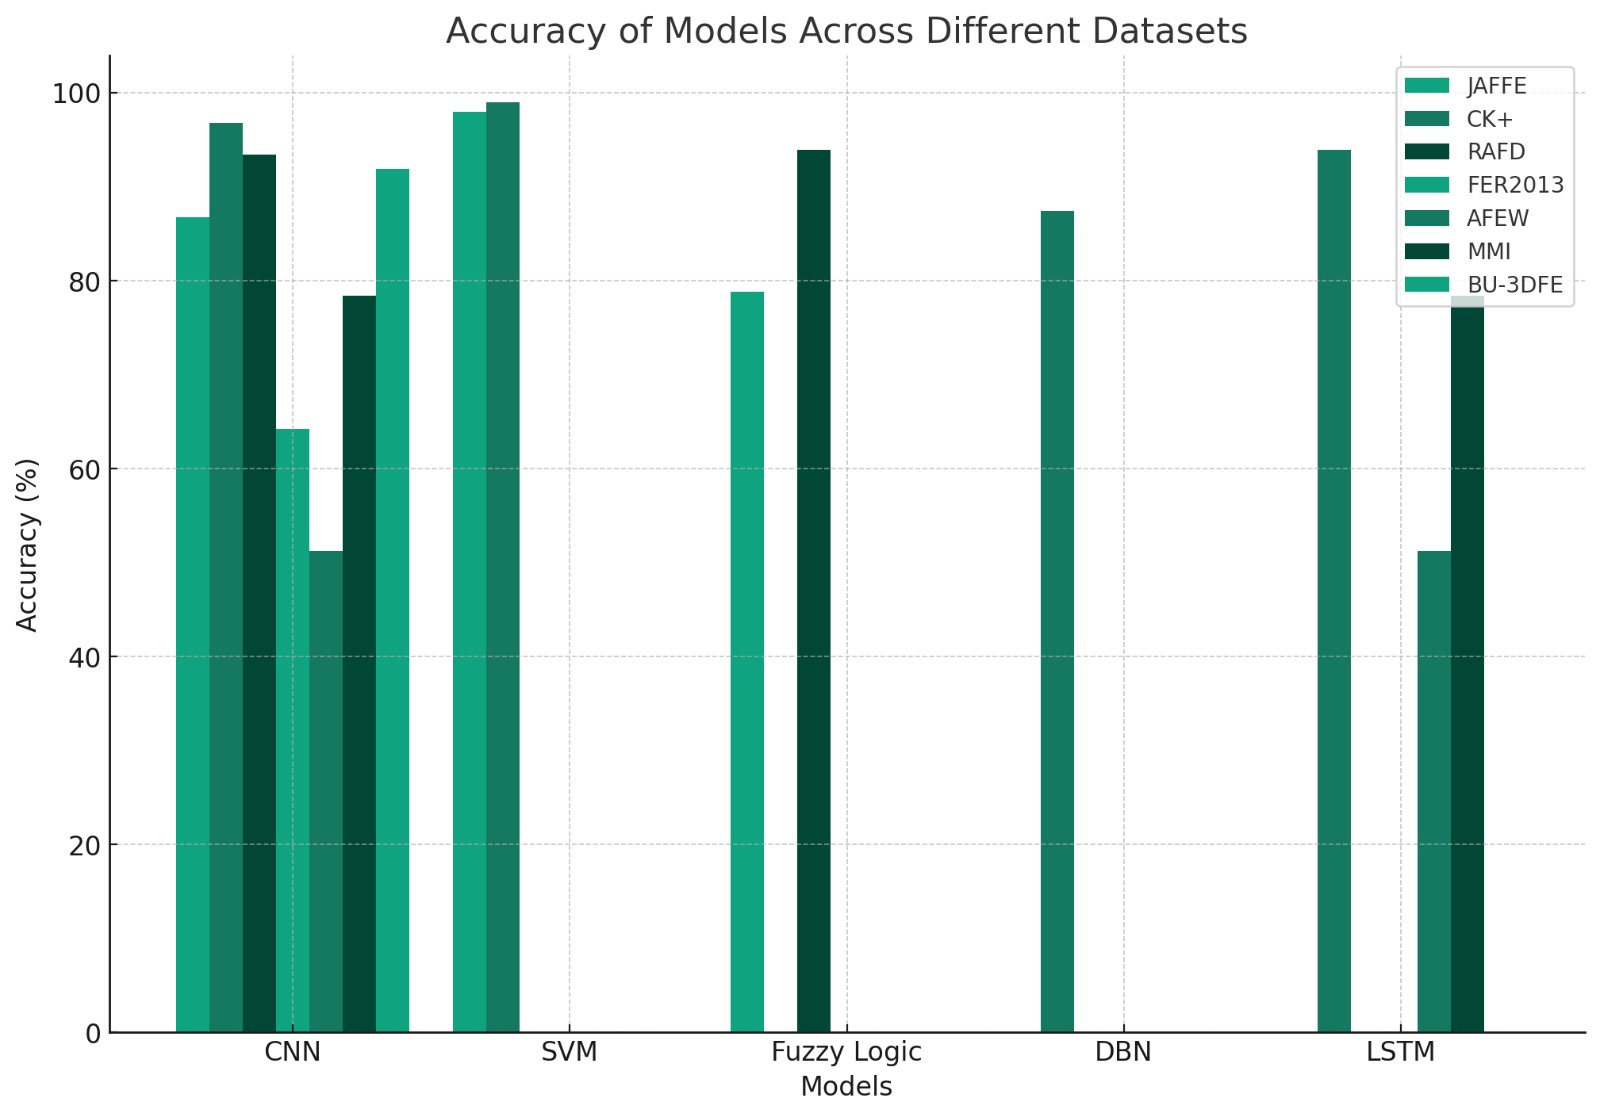 Accuracy of Models Across Different Datasets
JAFFE
CK+
RAFD
FER2013
AFEW
MMI
BU-3DFE
Accuracy (%)
100
80
60
40
20
0
CNN SVM Fuzzy Logic DBN LSTM
Models